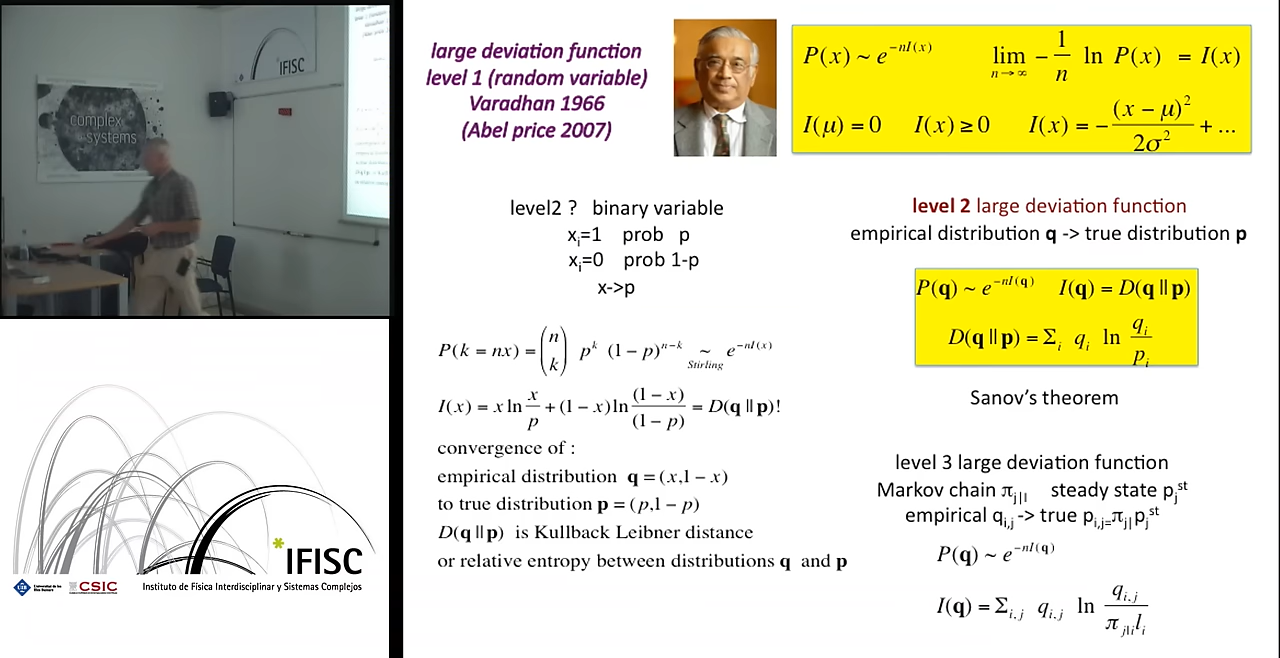 complex
systems
IFISC
IFISC
Instituto de Física Interdisciplinar y Sistemas Complejos
CSIC
large deviation function
level 1 (random variable)
Varadhan 1966
(Abel price 2007)
P(x) ~ e^{-nI(x)} lim_{n→∞} - 1/n ln P(x) = I(x)
I(μ) = 0 I(x) ≥ 0 I(x) = - (x - μ)^2 / 2σ^2 + ...
level2 ? binary variable
x_i=1 prob p
x_i=0 prob 1-p
x->p
P(k = nx) = (n k) p^k (1 - p)^{n-k} ~ e^{-nI(x)}
Stirling
I(x) = x ln x/p + (1 - x) ln (1 - x)/(1 - p) = D(q || p)!
convergence of :
empirical distribution q = (x,1 - x)
to true distribution p = (p,1 - p)
D(q || p) is Kullback Leibner distance
or relative entropy between distributions q and p
level 2 large deviation function
empirical distribution q -> true distribution p
P(q) ~ e^{-nI(q)} I(q) = D(q || p)
D(q || p) = Σ_i q_i ln q_i/p_i
Sanov's theorem
level 3 large deviation function
Markov chain π_{j|I} steady state p_j^{st}
empirical q_{i,j} -> true p_{i,j=}π_{j|}p_j^{st}
P(q) ~ e^{-nI(q)}
I(q) = Σ_{i,j} q_{i,j} ln q_{i,j} / π_{j|i} l_i